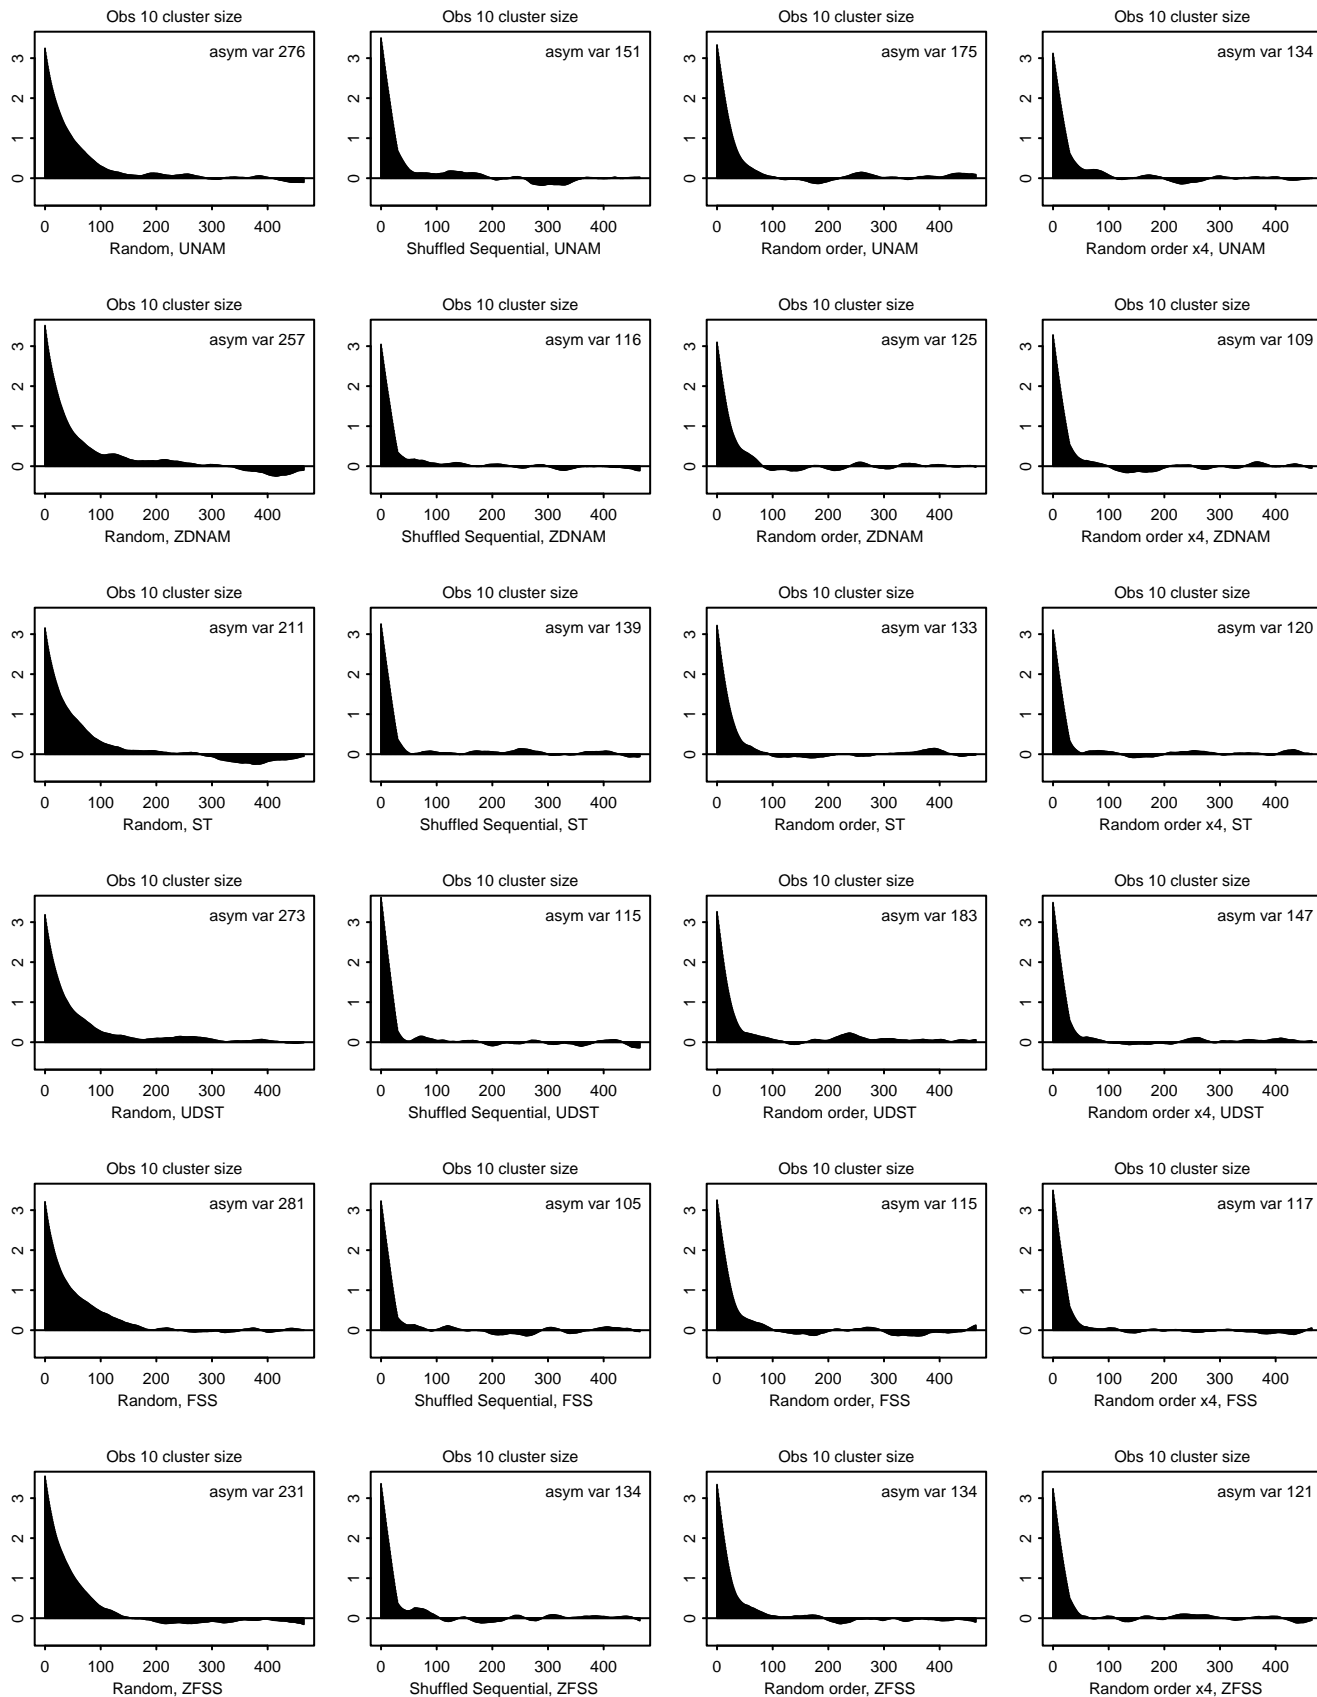 Obs 10 cluster size
asym var 276
3
2
1
0
0 100 200 300 400
Random, UNAM
Obs 10 cluster size
asym var 151
3
2
1
0
0 100 200 300 400
Shuffled Sequential, UNAM
Obs 10 cluster size
asym var 175
3
2
1
0
0 100 200 300 400
Random order, UNAM
Obs 10 cluster size
asym var 134
3
2
1
0
0 100 200 300 400
Random order x4, UNAM
Obs 10 cluster size
asym var 257
3
2
1
0
0 100 200 300 400
Random, ZDNAM
Obs 10 cluster size
asym var 116
3
2
1
0
0 100 200 300 400
Shuffled Sequential, ZDNAM
Obs 10 cluster size
asym var 125
3
2
1
0
0 100 200 300 400
Random order, ZDNAM
Obs 10 cluster size
asym var 109
3
2
1
0
0 100 200 300 400
Random order x4, ZDNAM
Obs 10 cluster size
asym var 211
3
2
1
0
0 100 200 300 400
Random, ST
Obs 10 cluster size
asym var 139
3
2
1
0
0 100 200 300 400
Shuffled Sequential, ST
Obs 10 cluster size
asym var 133
3
2
1
0
0 100 200 300 400
Random order, ST
Obs 10 cluster size
asym var 120
3
2
1
0
0 100 200 300 400
Random order x4, ST
Obs 10 cluster size
asym var 273
3
2
1
0
0 100 200 300 400
Random, UDST
Obs 10 cluster size
asym var 115
3
2
1
0
0 100 200 300 400
Shuffled Sequential, UDST
Obs 10 cluster size
asym var 183
3
2
1
0
0 100 200 300 400
Random order, UDST
Obs 10 cluster size
asym var 147
3
2
1
0
0 100 200 300 400
Random order x4, UDST
Obs 10 cluster size
asym var 281
3
2
1
0
0 100 200 300 400
Random, FSS
Obs 10 cluster size
asym var 105
3
2
1
0
0 100 200 300 400
Shuffled Sequential, FSS
Obs 10 cluster size
asym var 115
3
2
1
0
0 100 200 300 400
Random order, FSS
Obs 10 cluster size
asym var 117
3
2
1
0
0 100 200 300 400
Random order x4, FSS
Obs 10 cluster size
asym var 231
3
2
1
0
0 100 200 300 400
Random, ZFSS
Obs 10 cluster size
asym var 134
3
2
1
0
0 100 200 300 400
Shuffled Sequential, ZFSS
Obs 10 cluster size
asym var 134
3
2
1
0
0 100 200 300 400
Random order, ZFSS
Obs 10 cluster size
asym var 121
3
2
1
0
0 100 200 300 400
Random order x4, ZFSS